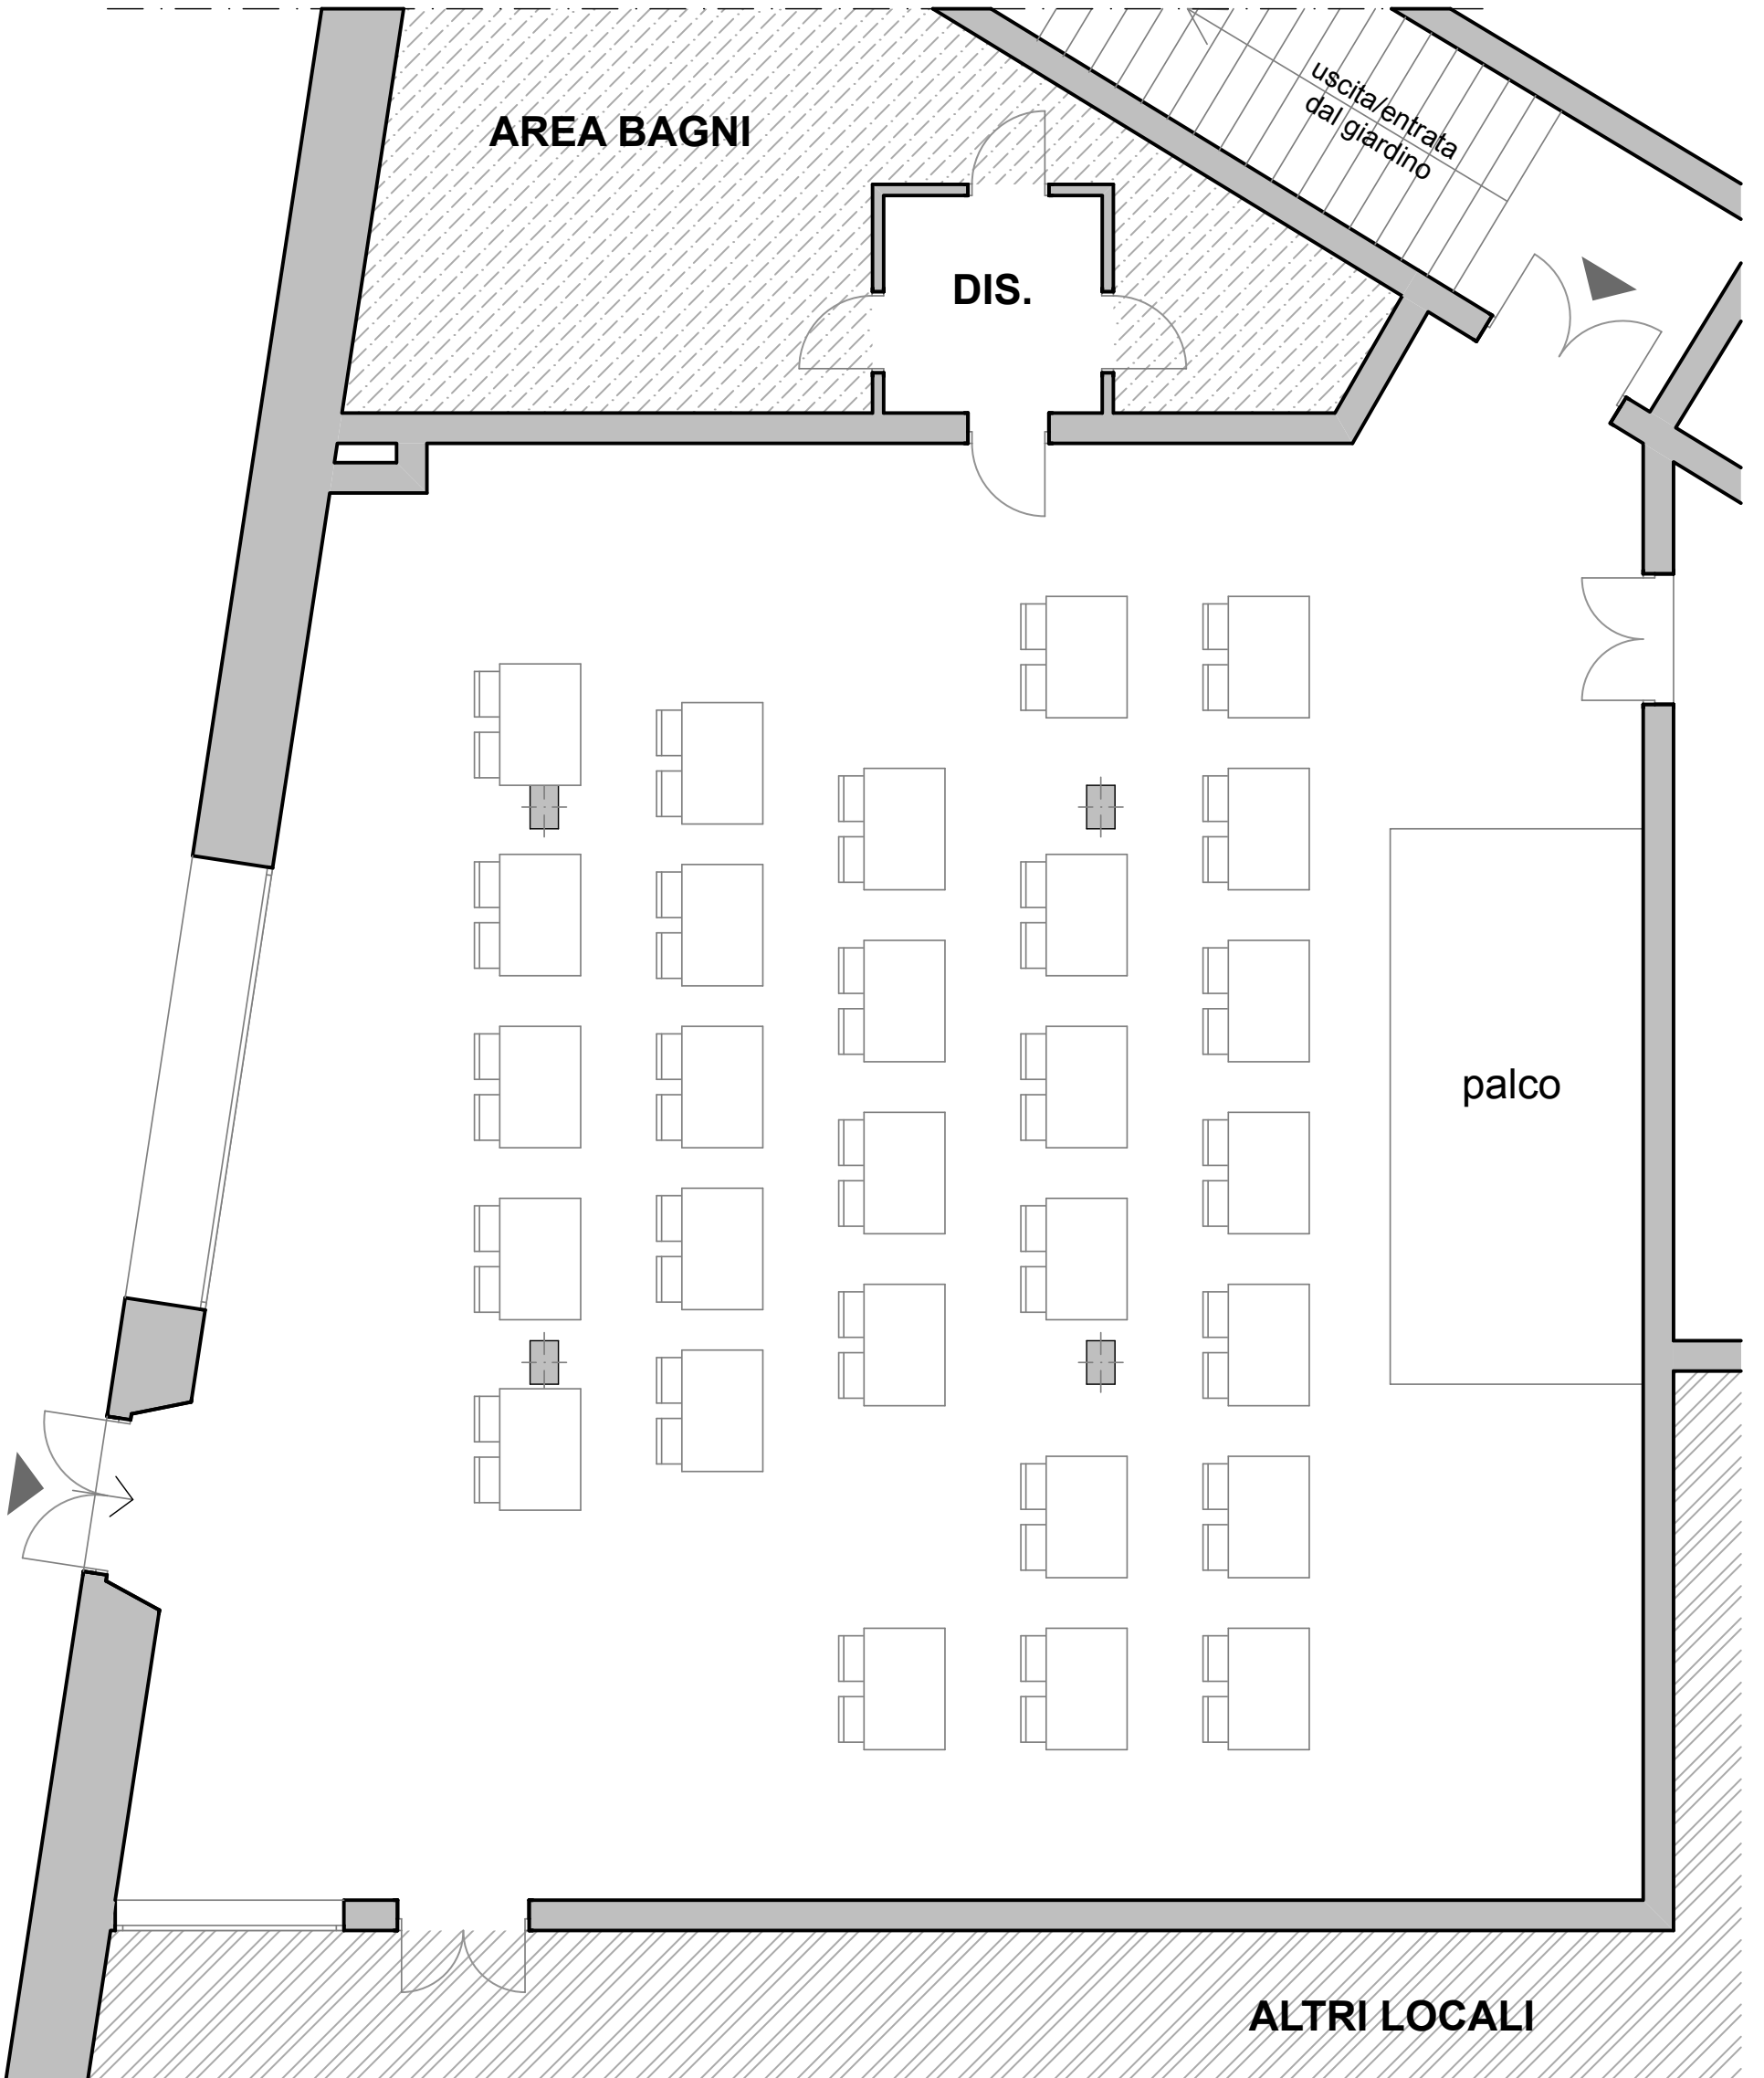 AREA BAGNI
uscita/entrata
dal giardino
DIS.
palco
ALTRI LOCALI